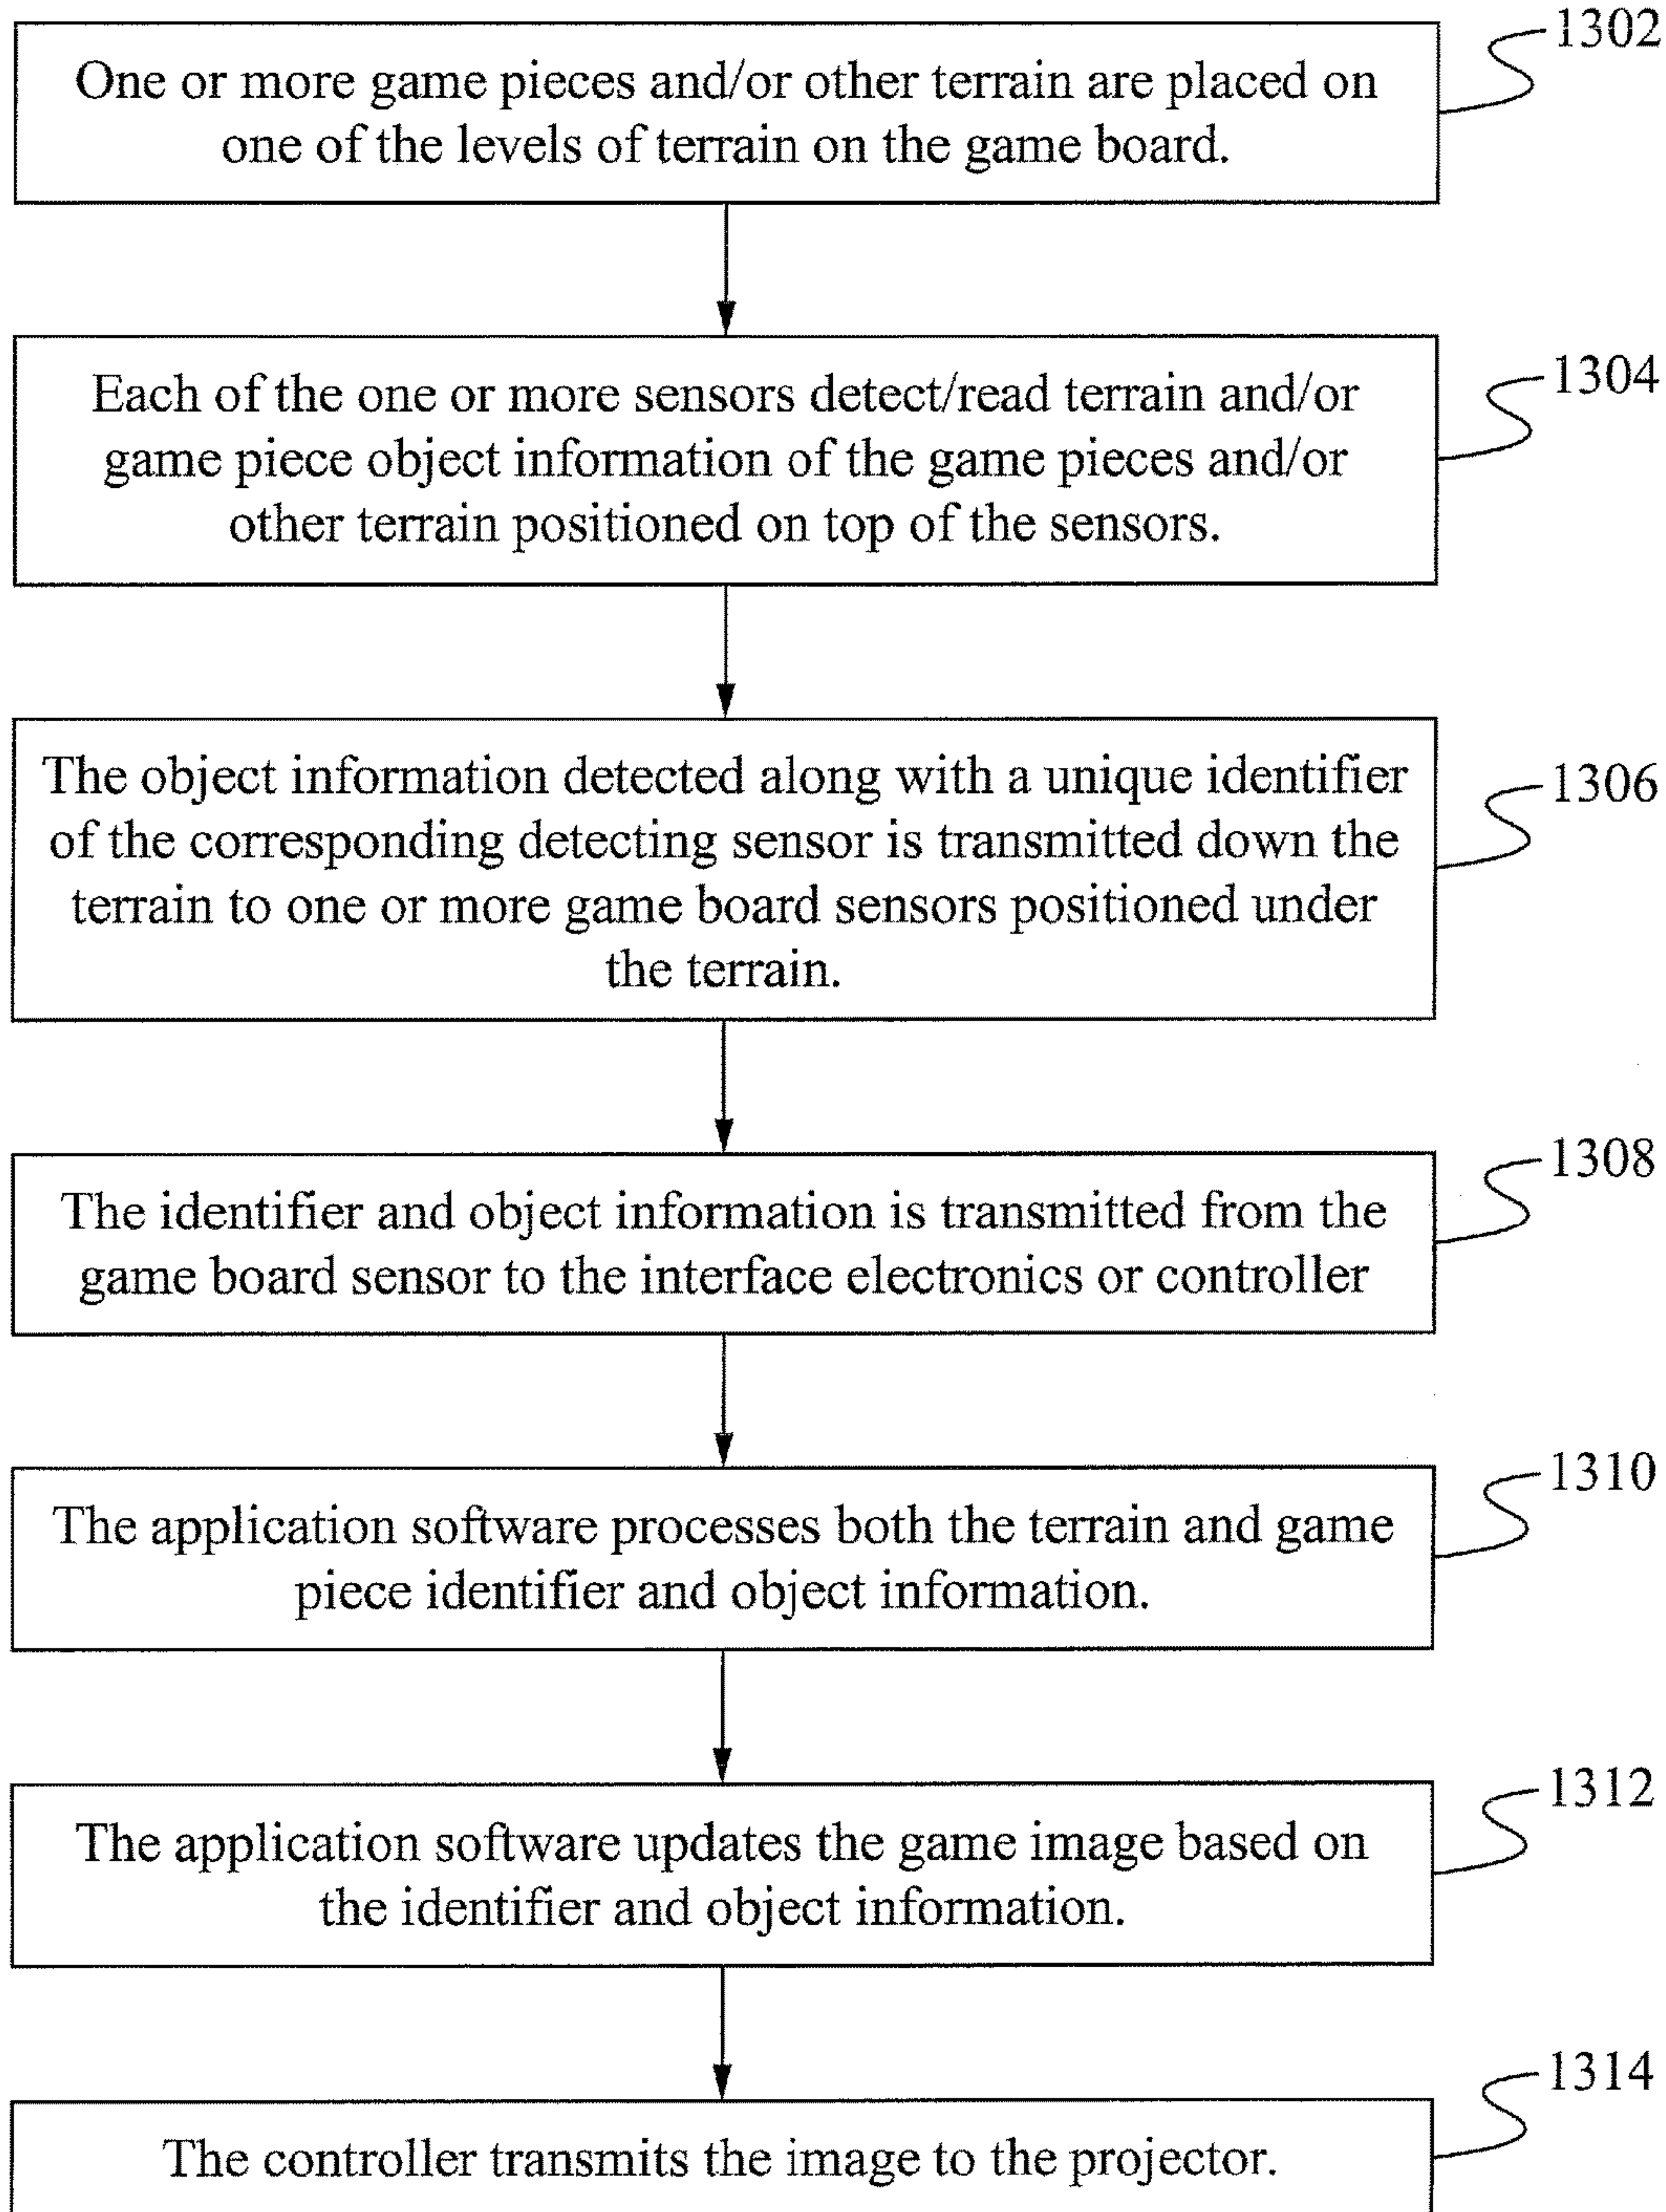 1302
One or more game pieces and/or other terrain are placed on
one of the levels of terrain on the game board.
1304
Each of the one or more sensors detect/read terrain and/or
game piece object information of the game pieces and/or
other terrain positioned on top of the sensors.
1306
The object information detected along with a unique identifier
of the corresponding detecting sensor is transmitted down the
terrain to one or more game board sensors positioned under
the terrain.
1308
The identifier and object information is transmitted from the
game board sensor to the interface electronics or controller
1310
The application software processes both the terrain and game
piece identifier and object information.
1312
The application software updates the game image based on
the identifier and object information.
1314
The controller transmits the image to the projector.